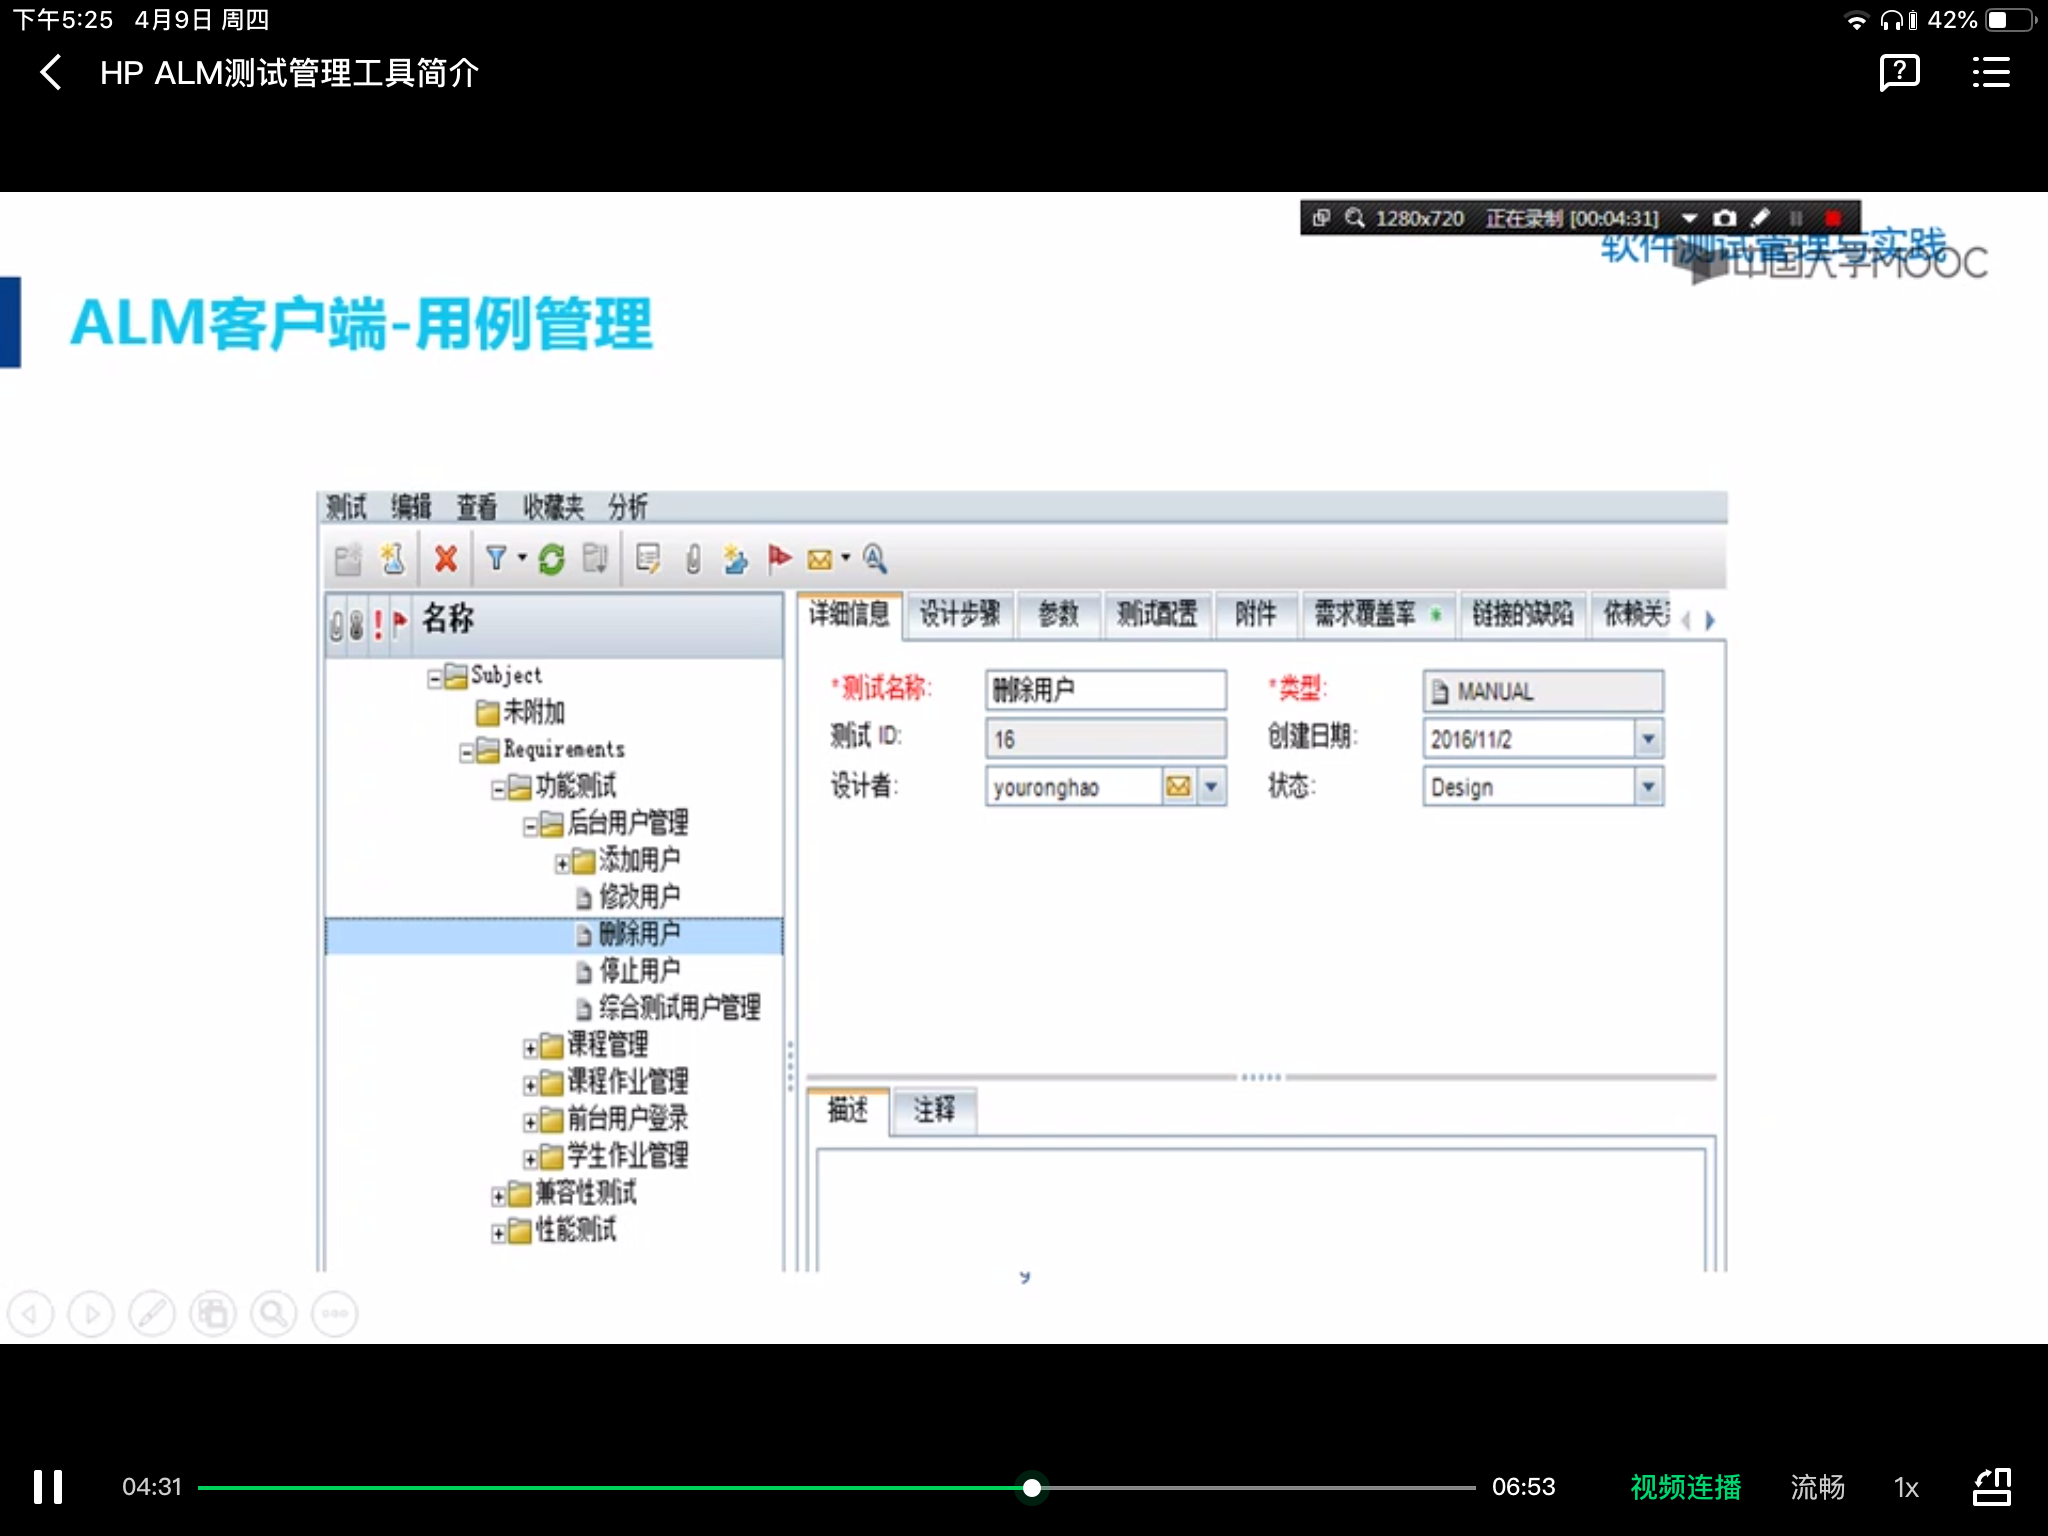 下午5:25 4月9日 周四
42%
HP ALM测试管理工具简介
1280x720 正在录制 [00:04:31]
软件测试管理与实践
中国大学MOOC
ALM客户端-用例管理
测试 编辑 查看 收藏夹 分析
名称
Subject
未附加
Requirements
功能测试
后台用户管理
添加用户
修改用户
删除用户
停止用户
综合测试用户管理
课程管理
课程作业管理
前台用户登录
学生作业管理
兼容性测试
性能测试
详细信息 设计步骤 参数 测试配置 附件 需求覆盖率 * 链接的缺陷 依赖关
*测试名称: 删除用户 *类型: MANUAL
测试 ID: 16 创建日期: 2016/11/2
设计者: youronghao 状态: Design
描述 注释
04:31 06:53 视频连播 流畅 1x